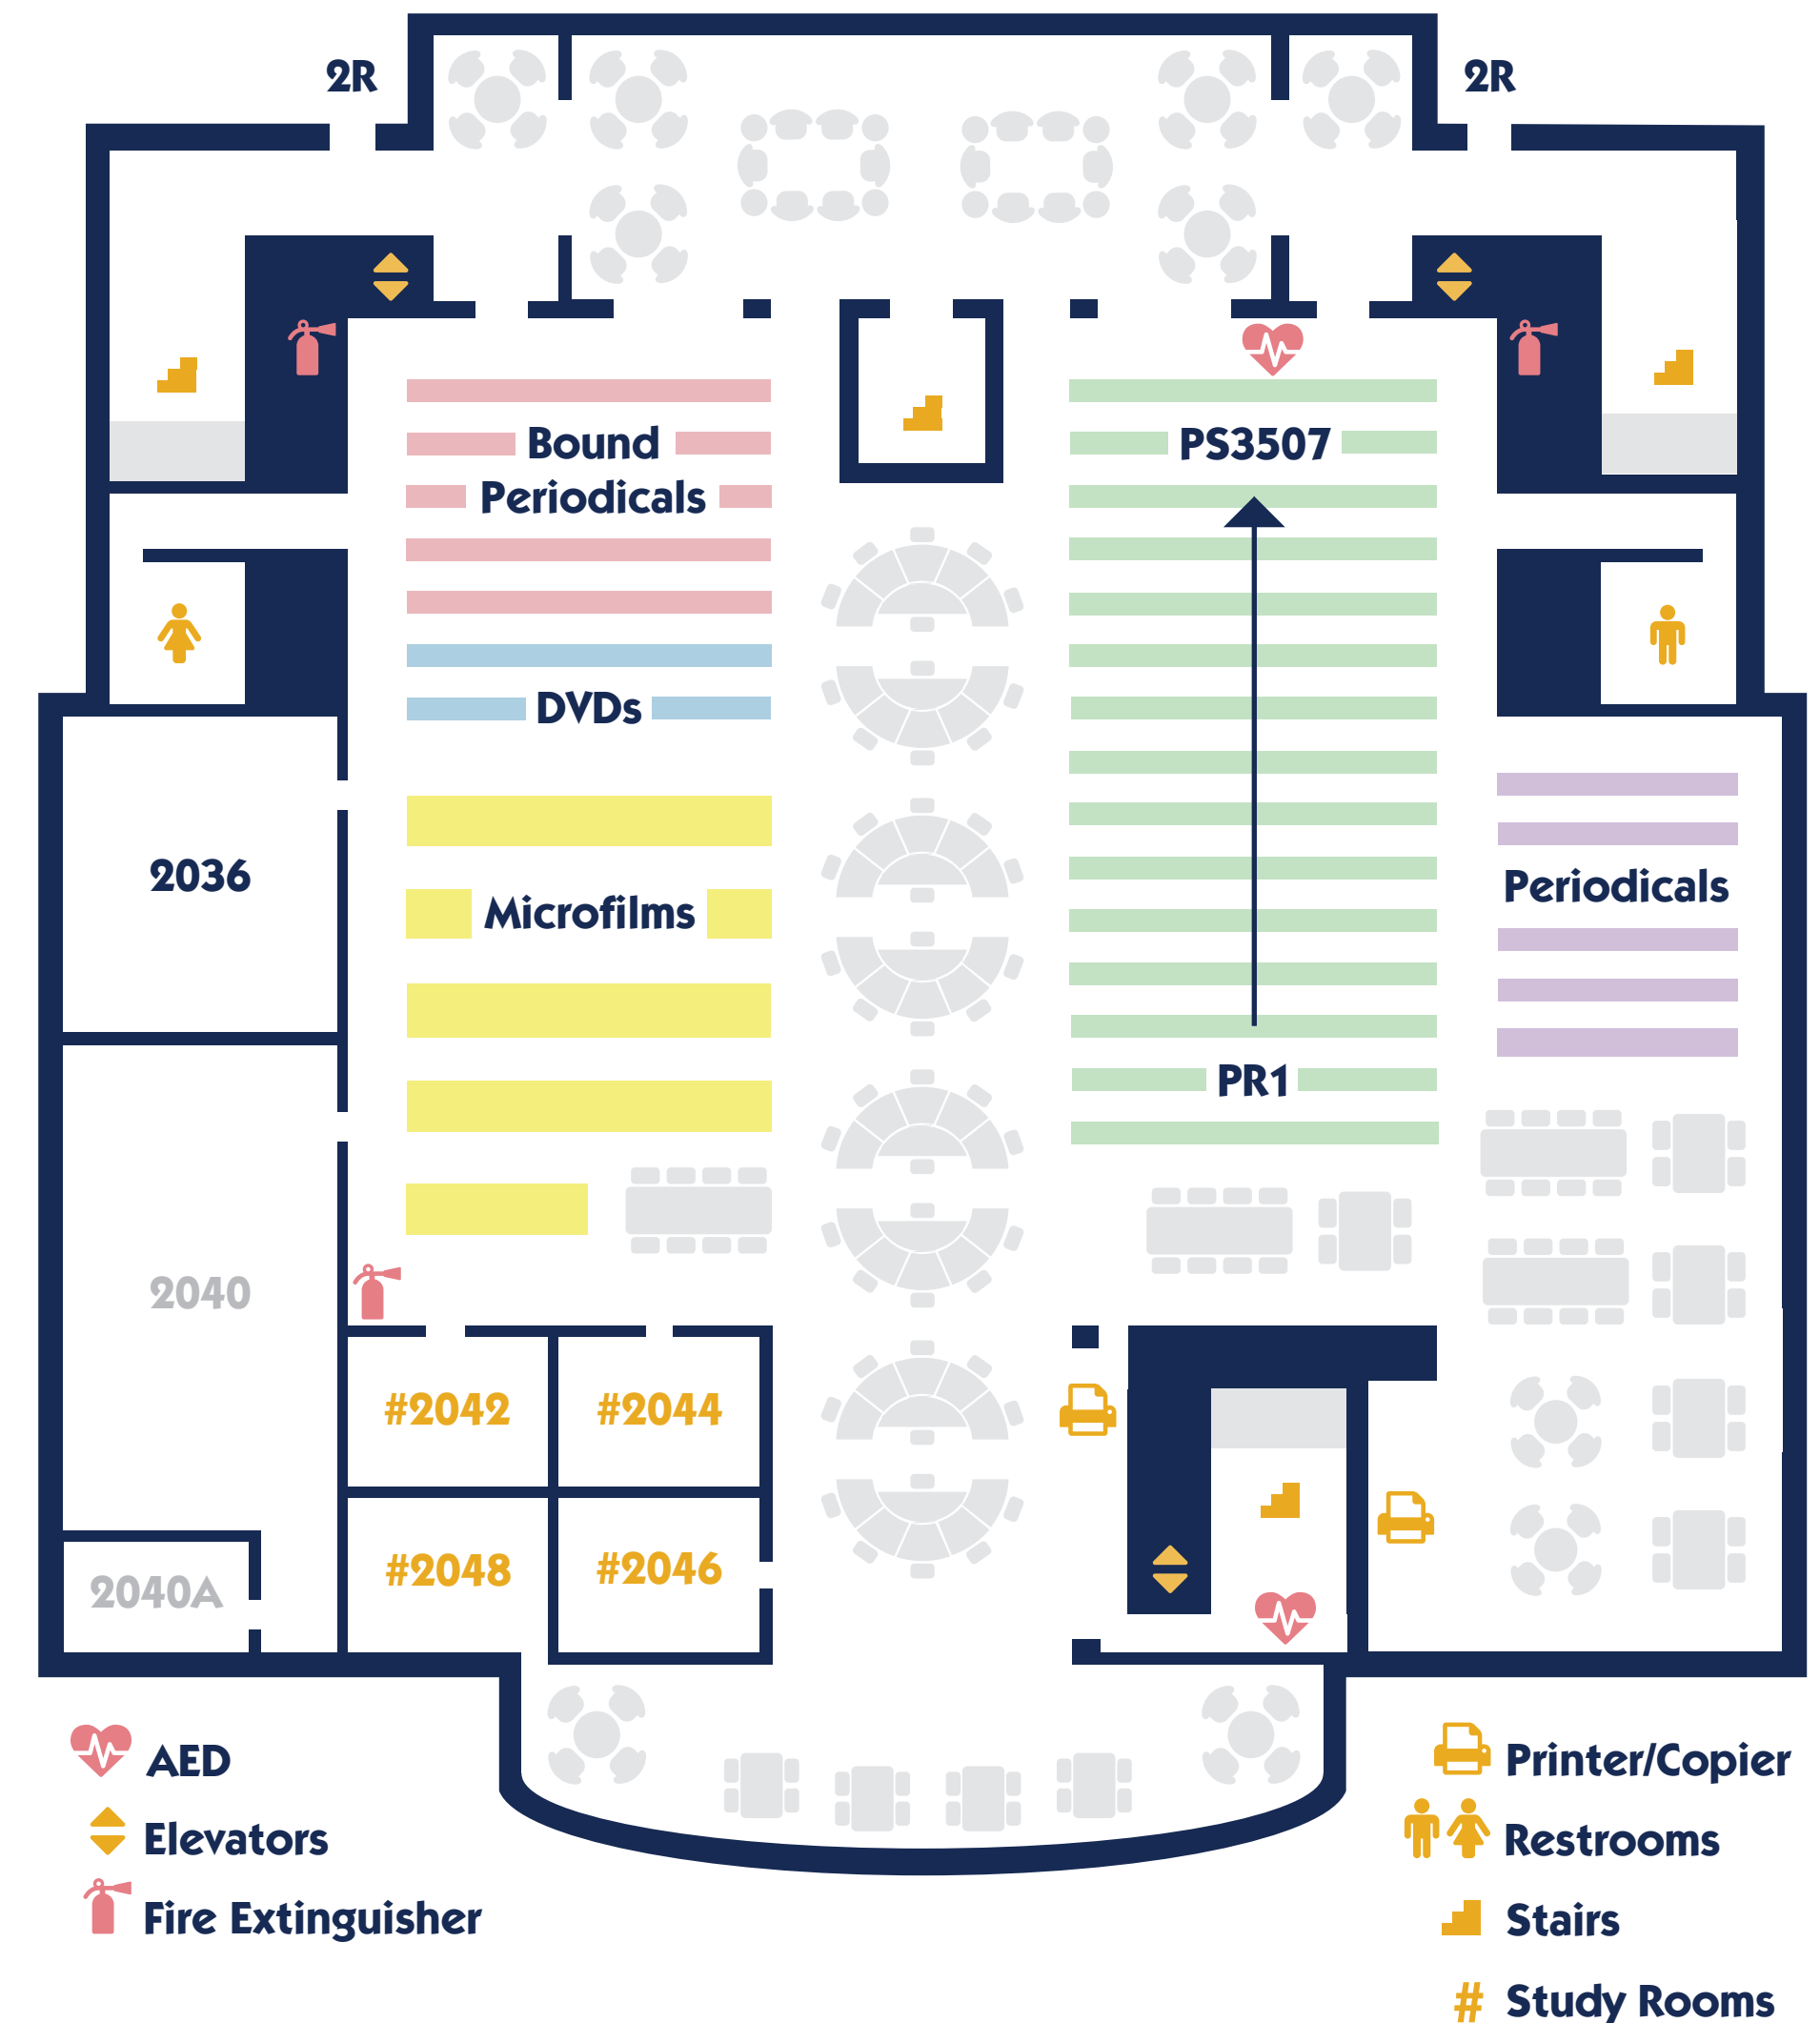 2R
2R
Bound
Periodicals
PS3507
DVDs
2036
Microfilms
Periodicals
PR1
2040
#2042
#2044
2040A
#2048
#2046
AED
Elevators
Fire Extinguisher
Printer/Copier
Restrooms
Stairs
# Study Rooms